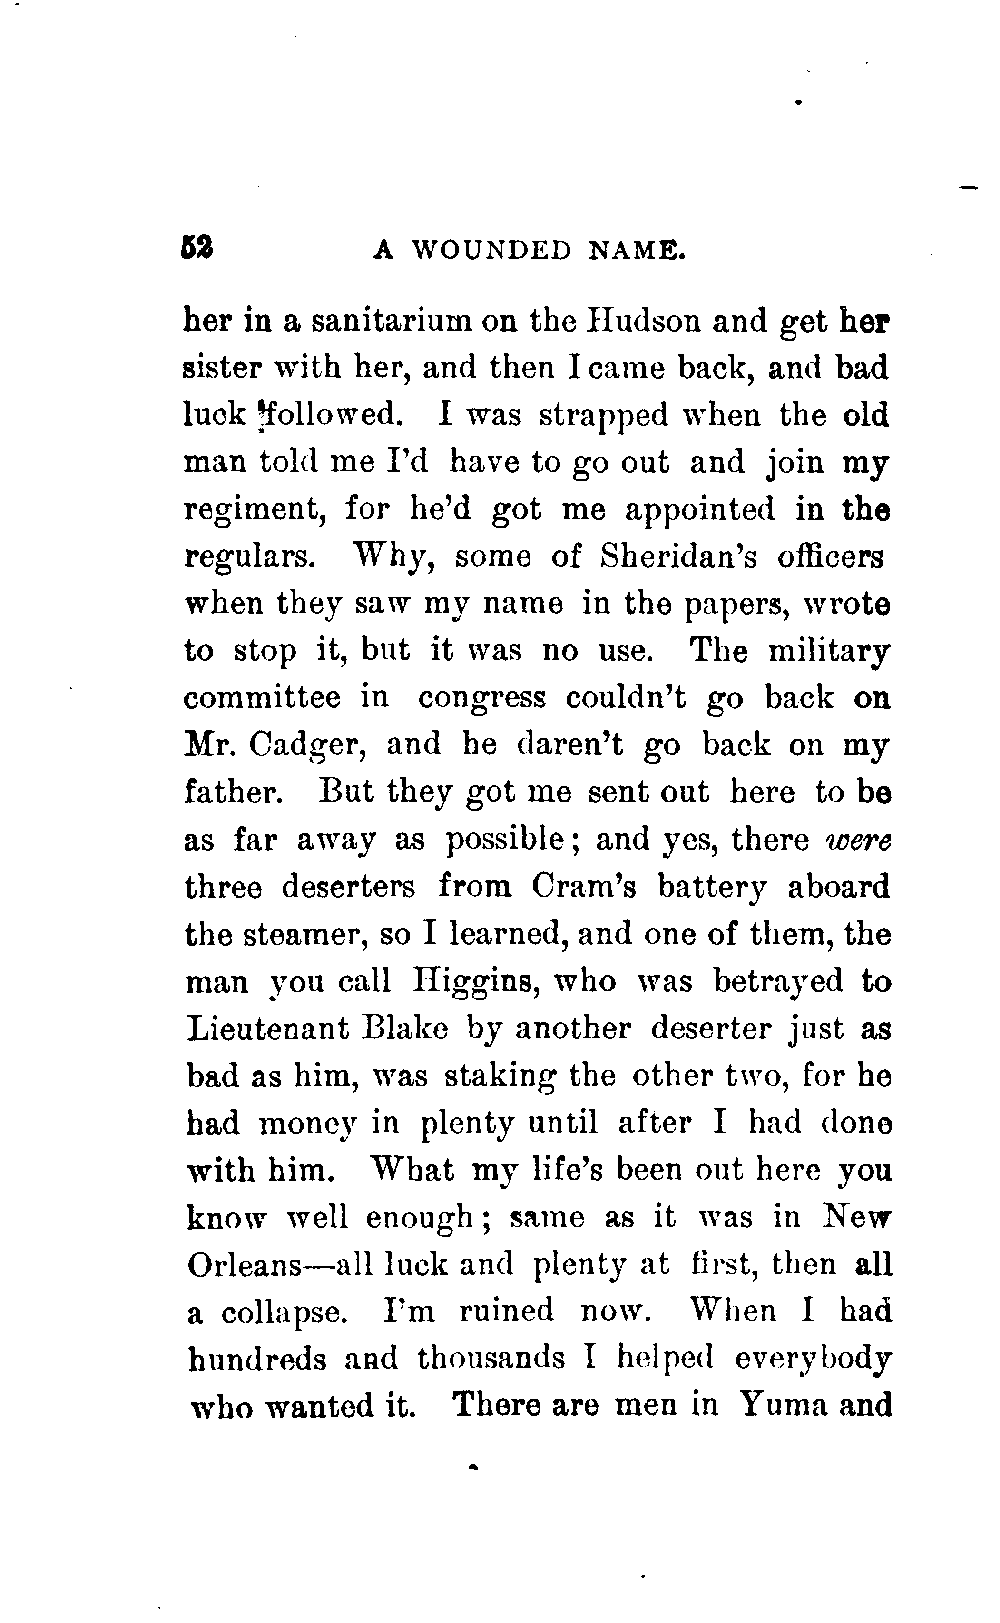 52 A WOUNDED NAME.
her in a sanitarium on the Hudson and get her
sister with her, and then I came back, and bad
luck followed. I was strapped when the old
man told me I'd have to go out and join my
regiment, for he'd got me appointed in the
regulars. Why, some of Sheridan's officers
when they saw my name in the papers, wrote
to stop it, but it was no use. The military
committee in congress couldn't go back on
Mr. Cadger, and he daren't go back on my
father. But they got me sent out here to be
as far away as possible; and yes, there were
three deserters from Cram's battery aboard
the steamer, so I learned, and one of them, the
man you call Higgins, who was betrayed to
Lieutenant Blake by another deserter just as
bad as him, was staking the other two, for he
had money in plenty until after I had done
with him. What my life's been out here you
know well enough; same as it was in New
Orleans—all luck and plenty at first, then all
a collapse. I'm ruined now. When I had
hundreds and thousands I helped everybody
who wanted it. There are men in Yuma and